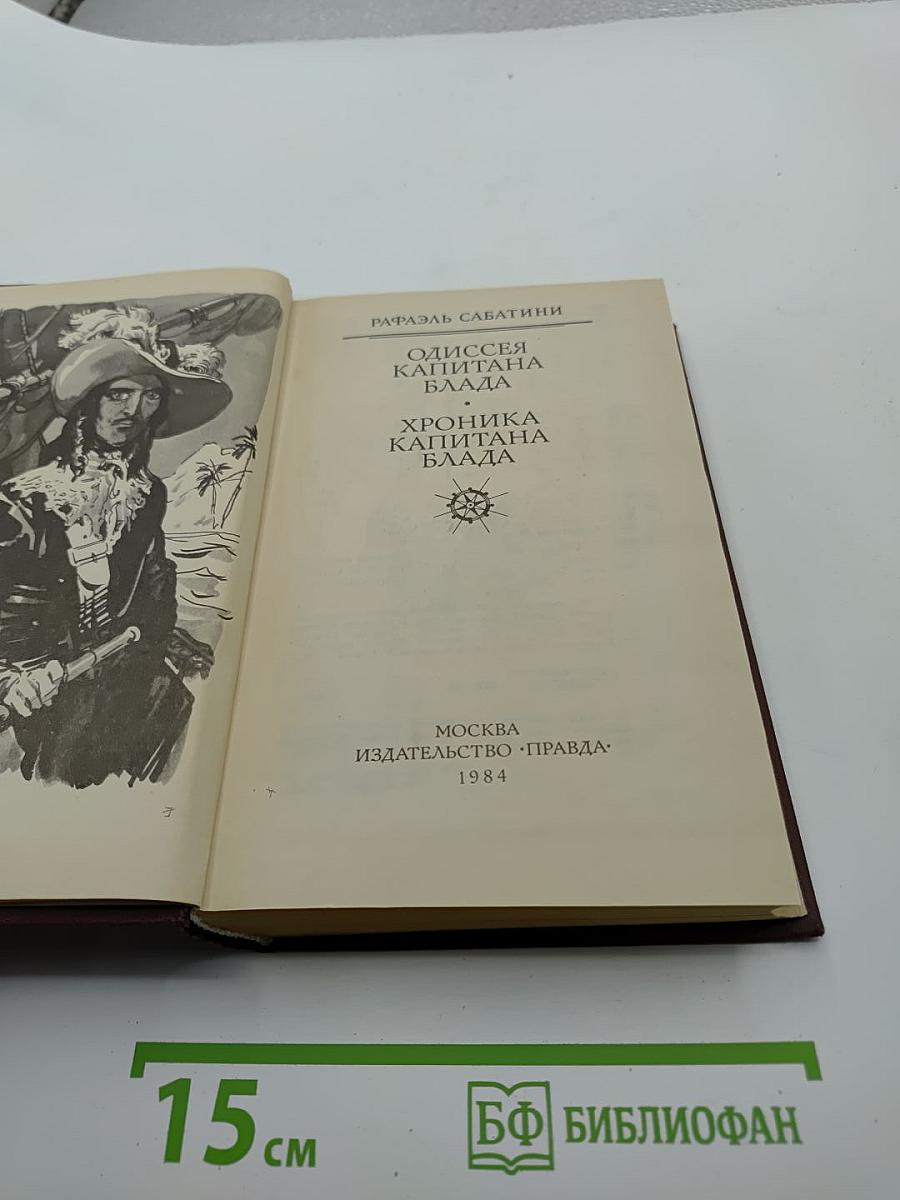 РАФАЭЛЬ САБАТИНИ
ОДИССЕЯ
КАПИТАНА
БЛАДА
•
ХРОНИКА
КАПИТАНА
БЛАДА
МОСКВА
ИЗДАТЕЛЬСТВО •ПРАВДА•
1984
15 см
БФ БИБЛИОФАН